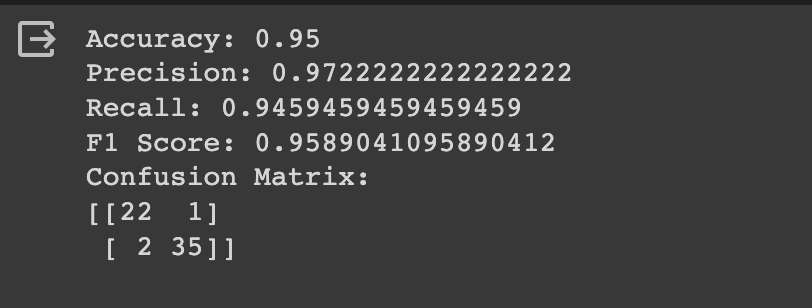 Accuracy: 0.95
Precision: 0.9722222222222222
Recall: 0.9459459459459459
F1 Score: 0.9589041095890412
Confusion Matrix:
[[22  1]
 [ 2 35]]